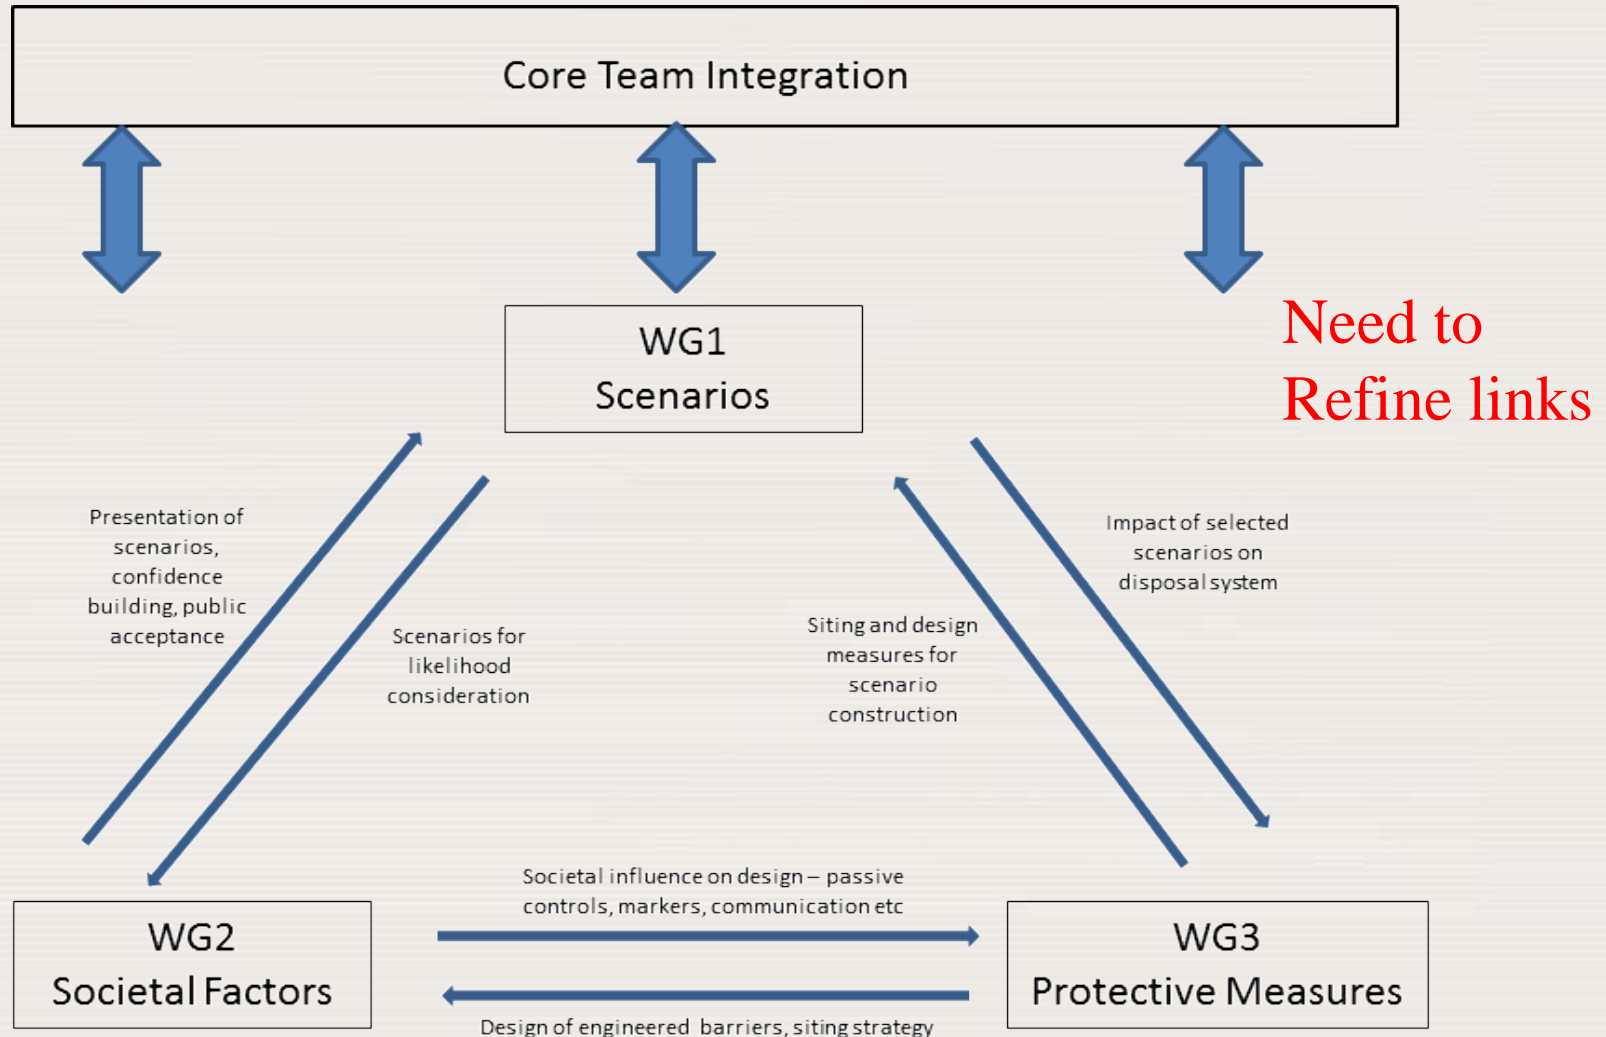 Core Team Integration
WG1
Scenarios
Need to
Refine links
Presentation of
scenarios,
confidence
building, public
acceptance
Scenarios for
likelihood
consideration
Siting and design
measures for
scenario
construction
Impact of selected
scenarios on
disposal system
WG2
Societal Factors
Societal influence on design – passive
controls, markers, communication etc
Design of engineered barriers, siting strategy
WG3
Protective Measures